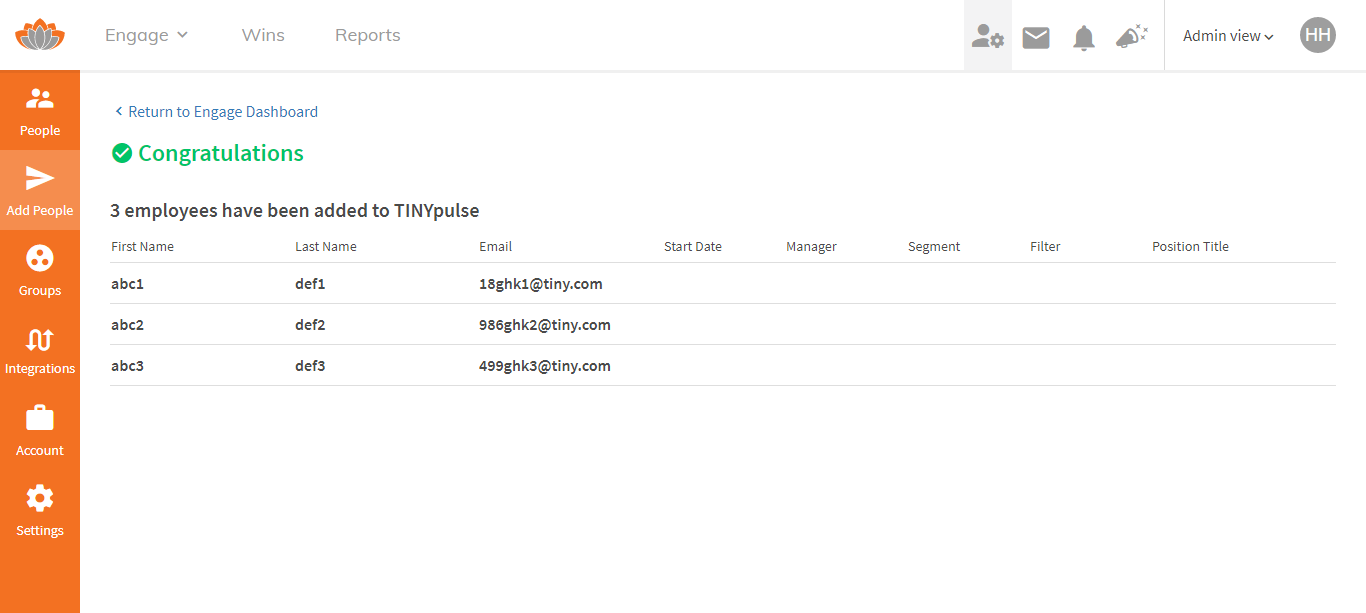 Engage Wins Reports Admin view HH
People
Add People
Groups
Integrations
Account
Settings
Return to Engage Dashboard
Congratulations
3 employees have been added to TINYpulse
First Name Last Name Email Start Date Manager Segment Filter Position Title
abc1 def1 18ghk1@tiny.com
abc2 def2 986ghk2@tiny.com
abc3 def3 499ghk3@tiny.com